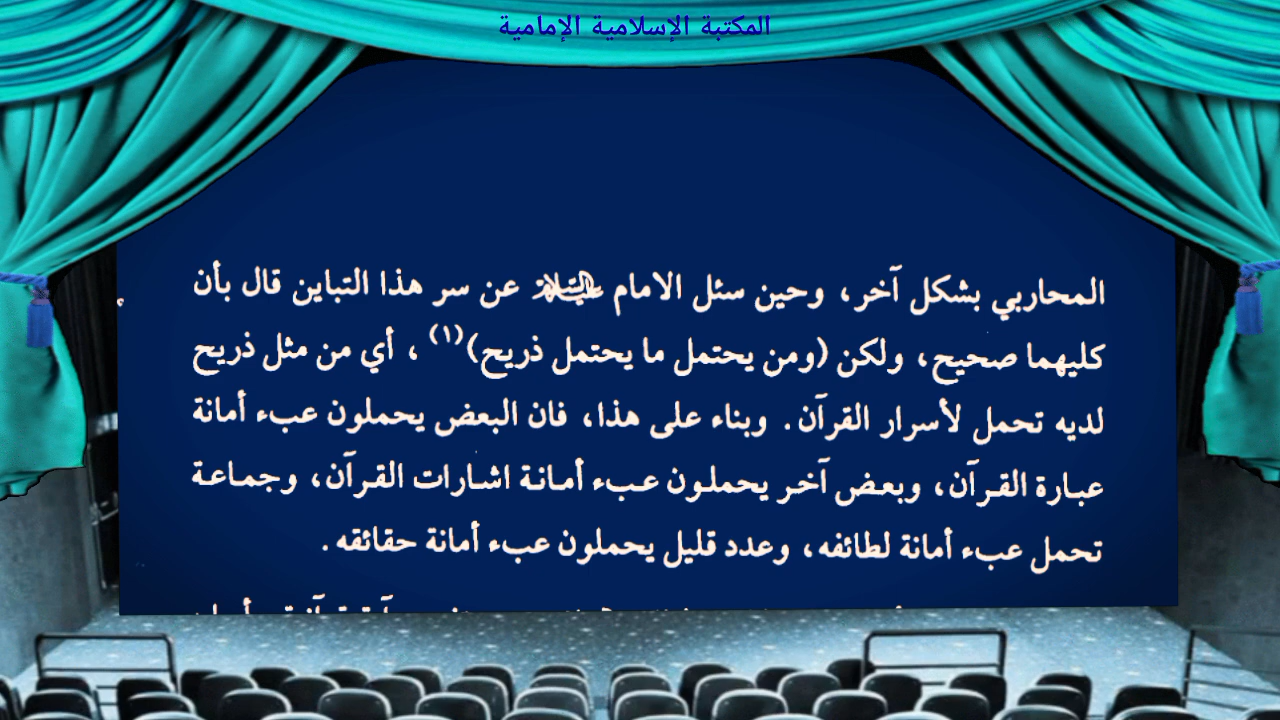 المكتبة الإسلامية الإمامية
المحاربي بشكل آخر، وحين سئل الامام عليه السلام عن سر هذا التباين قال بأن
كليهما صحيح، ولكن (ومن يحتمل ما يحتمل ذريح)(١)، أي من مثل ذريح
لديه تحمل لأسرار القرآن. وبناء على هذا، فان البعض يحملون عبء أمانة
عبارة القرآن، وبعض آخر يحملون عبء أمانة اشارات القرآن، وجماعة
تحمل عبء أمانة لطائفه، وعدد قليل يحملون عبء أمانة حقائقه.